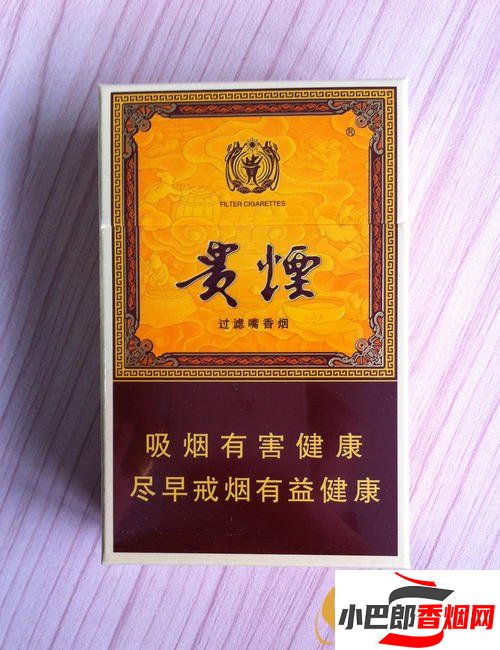 ®
FILTER CIGARETTES
贵煙
过滤嘴香烟
吸烟有害健康
尽早戒烟有益健康
小巴郎香烟网